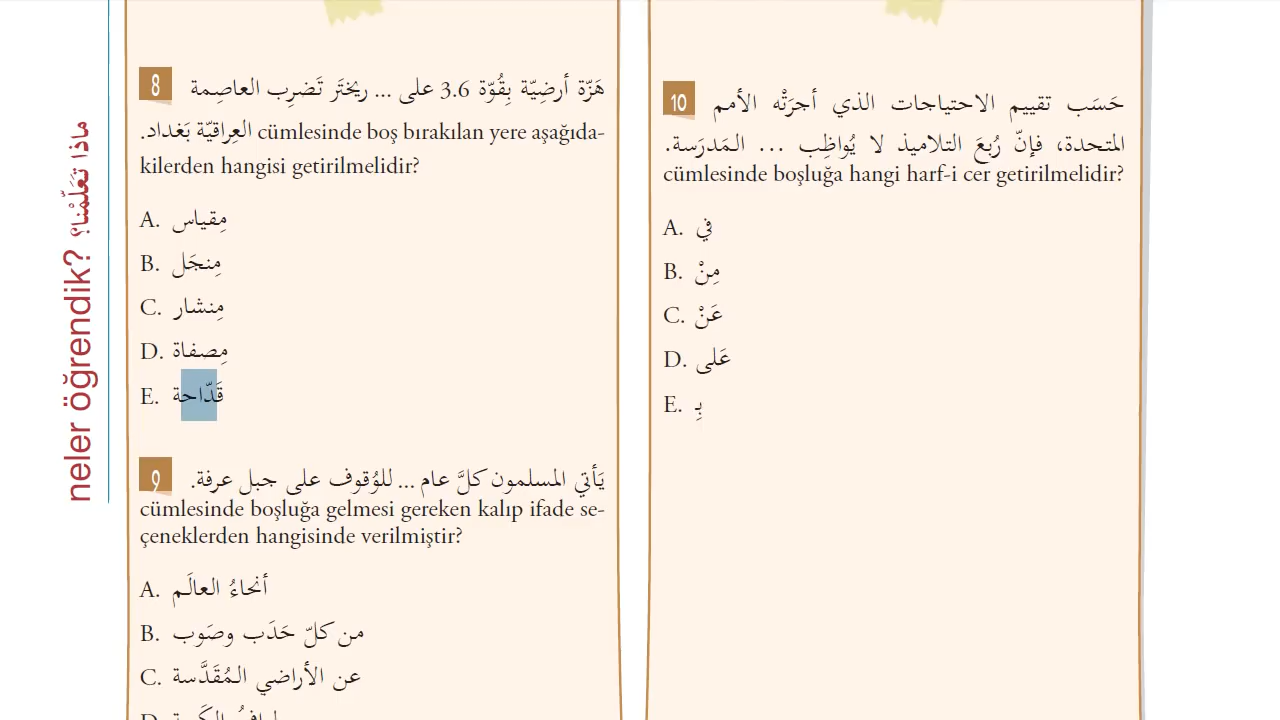 neler öğrendik? ماذا تَعَلَّمْنا؟
8 هَزّة أرضِيّة بِقُوّة 3.6 على ... ريختَر تَضرِب العاصِمة
العِراقيّة بَغداد. cümlesinde boş bırakılan yere aşağıda-
kilerden hangisi getirilmelidir?
A. مِقياس
B. مِنجَل
C. مِنشار
D. مِصفاة
E. قَدّاحة
9 يَأتي المسلمون كلَّ عام ... للوُقوف على جبل عرفة.
cümlesinde boşluğa gelmesi gereken kalıp ifade se-
çeneklerden hangisinde verilmiştir?
A. أنحاءُ العالَم
B. من كلّ حَدَب وصَوب
C. عن الأراضي المُقَدَّسة
D.
10 حَسَب تقييم الاحتياجات الذي أجرَتْه الأمم
المتحدة، فإنّ رُبعَ التلاميذ لا يُواظِب ... المَدرَسة.
cümlesinde boşluğa hangi harf-i cer getirilmelidir?
A. في
B. مِنْ
C. عَنْ
D. عَلى
E. بِـ